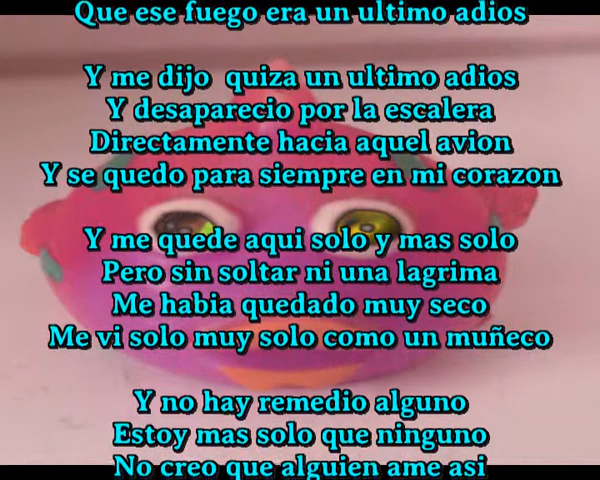 Que ese fuego era un ultimo adios
Y me dijo quiza un ultimo adios
Y desaparecio por la escalera
Directamente hacia aquel avion
Y se quedo para siempre en mi corazon
Y me quede aqui solo y mas solo
Pero sin soltar ni una lagrima
Me habia quedado muy seco
Me vi solo muy solo como un muñeco
Y no hay remedio alguno
Estoy mas solo que ninguno
No creo que alguien ame asi